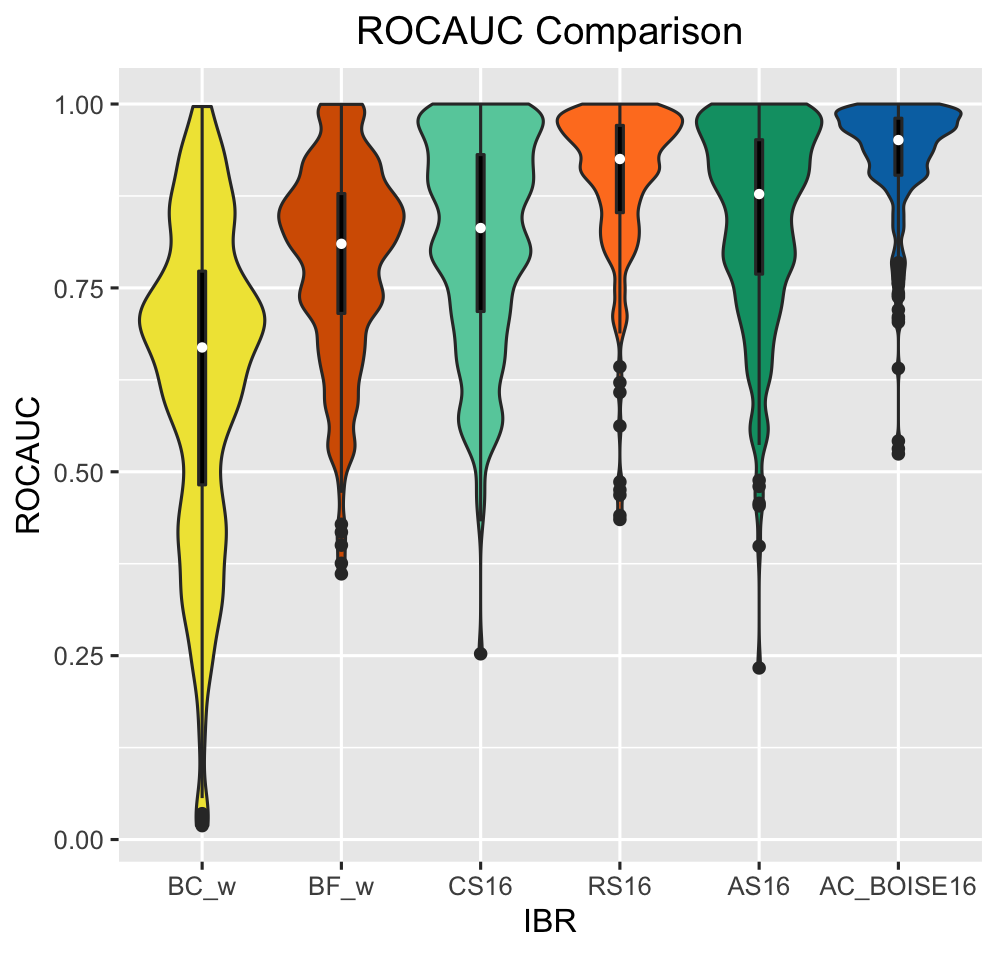 ROCAUC Comparison
ROCAUC
1.00
0.75
0.50
0.25
0.00
BC_w BF_w CS16 RS16 AS16 AC_BOISE16
IBR